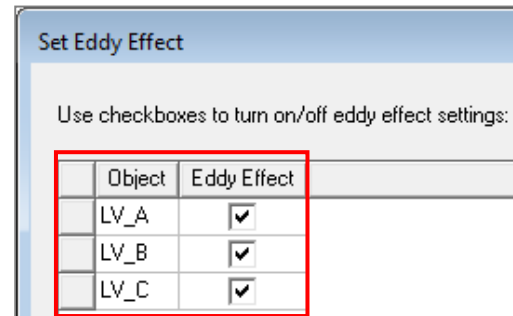 Set Eddy Effect
Use checkboxes to turn on/off eddy effect settings:
Object Eddy Effect
LV_A
LV_B
LV_C